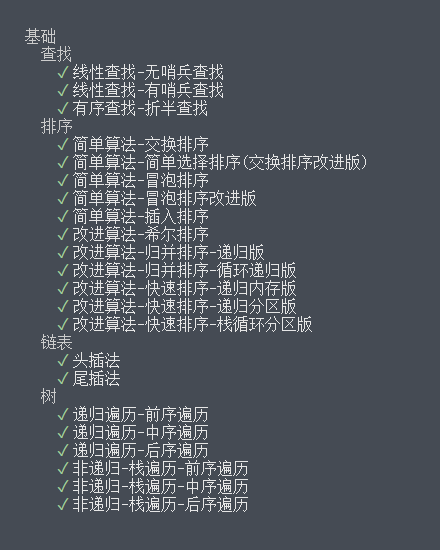 基础
查找
✓线性查找-无哨兵查找
✓线性查找-有哨兵查找
✓有序查找-折半查找
排序
✓简单算法-交换排序
✓简单算法-简单选择排序(交换排序改进版)
✓简单算法-冒泡排序
✓简单算法-冒泡排序改进版
✓简单算法-插入排序
✓改进算法-希尔排序
✓改进算法-归并排序-递归版
✓改进算法-归并排序-循环递归版
✓改进算法-快速排序-递归内存版
✓改进算法-快速排序-递归分区版
✓改进算法-快速排序-栈循环分区版
链表
✓头插法
✓尾插法
树
✓递归遍历-前序遍历
✓递归遍历-中序遍历
✓递归遍历-后序遍历
✓非递归-栈遍历-前序遍历
✓非递归-栈遍历-中序遍历
✓非递归-栈遍历-后序遍历